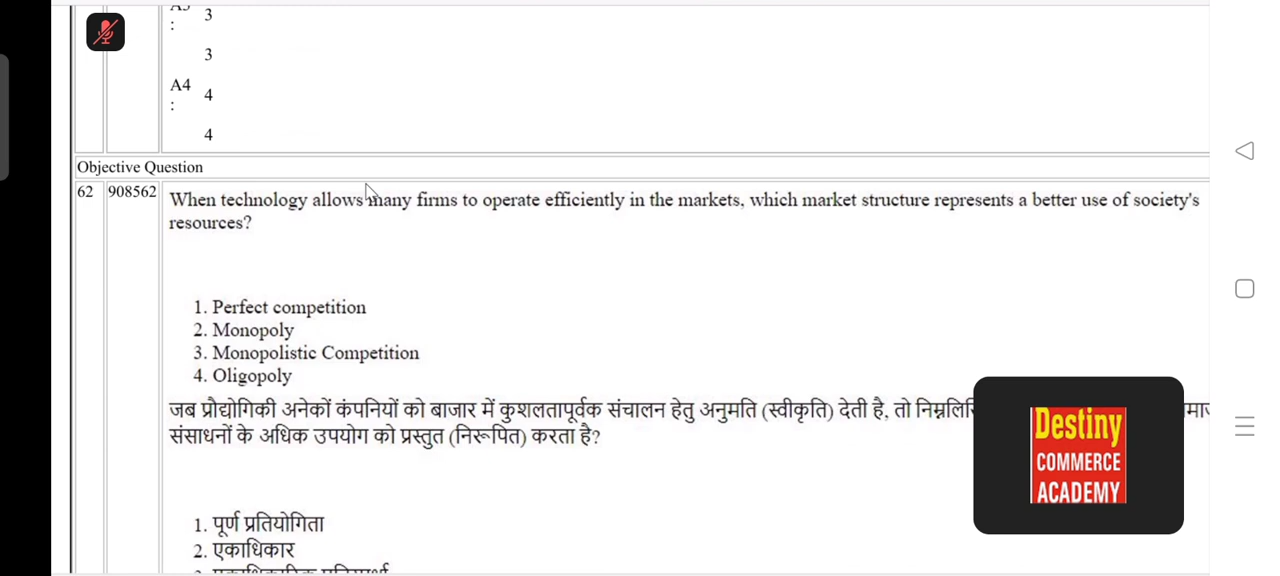 3
:
3
A4
:
4
4
Objective Question
62 908562 When technology allows many firms to operate efficiently in the markets, which market structure represents a better use of society's
resources?
1. Perfect competition
2. Monopoly
3. Monopolistic Competition
4. Oligopoly
जब प्रौद्योगिकी अनेकों कंपनियों को बाजार में कुशलतापूर्वक संचालन हेतु अनुमति (स्वीकृति) देती है, तो
संसाधनों के अधिक उपयोग को प्रस्तुत (निरूपित) करता है?
1. पूर्ण प्रतियोगिता
2. एकाधिकार
Destiny
COMMERCE
ACADEMY